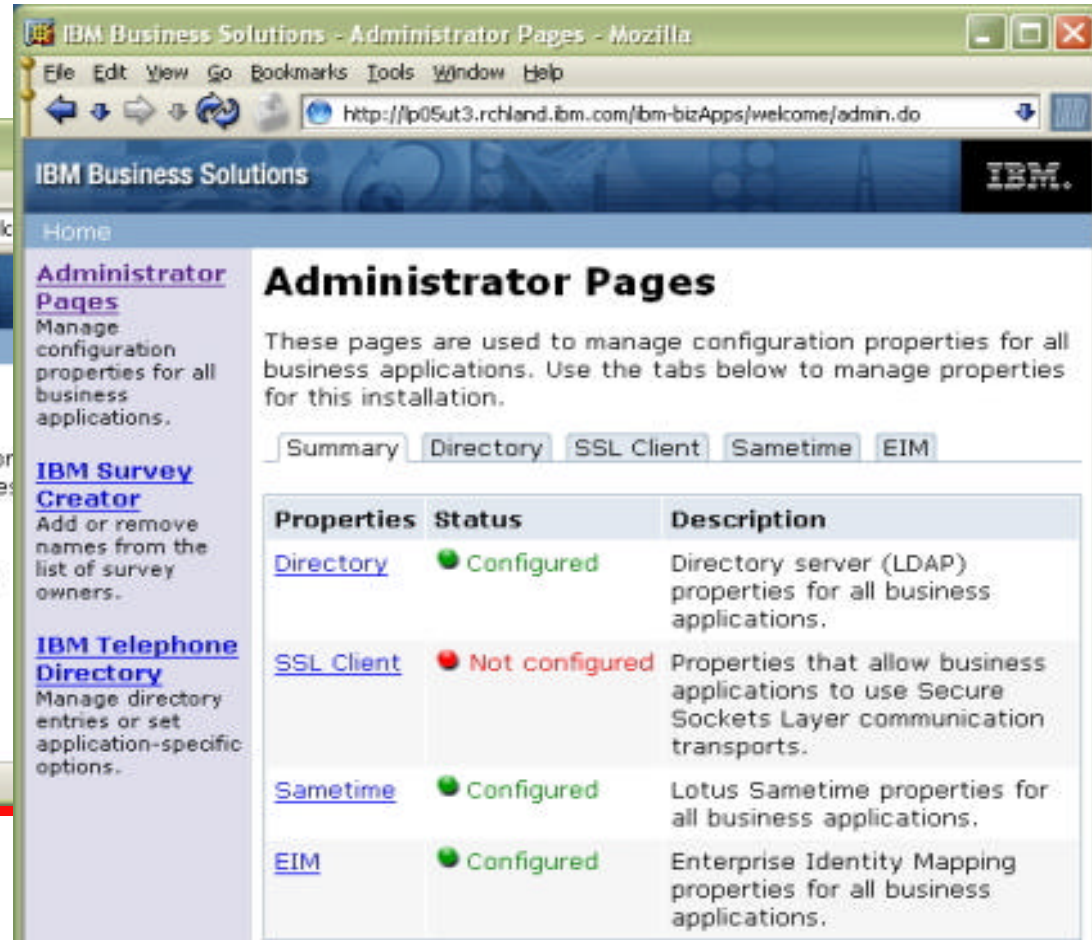 IBM Business Solutions - Administrator Pages - Mozilla
File Edit View Go Bookmarks Tools Window Help
http://lp05ut3.rchland.ibm.com/ibm-bizApps/welcome/admin.do
IBM Business Solutions
IBM.
Home
Administrator
Pages
Manage
configuration
properties for all
business
applications.
IBM Survey
Creator
Add or remove
names from the
list of survey
owners.
IBM Telephone
Directory
Manage directory
entries or set
application-specific
options.
Administrator Pages
These pages are used to manage configuration properties for all
business applications. Use the tabs below to manage properties
for this installation.
Summary Directory SSL Client Sametime EIM
Properties Status Description
Directory Configured Directory server (LDAP)
properties for all business
applications.
SSL Client Not configured Properties that allow business
applications to use Secure
Sockets Layer communication
transports.
Sametime Configured Lotus Sametime properties for
all business applications.
EIM Configured Enterprise Identity Mapping
properties for all business
applications.